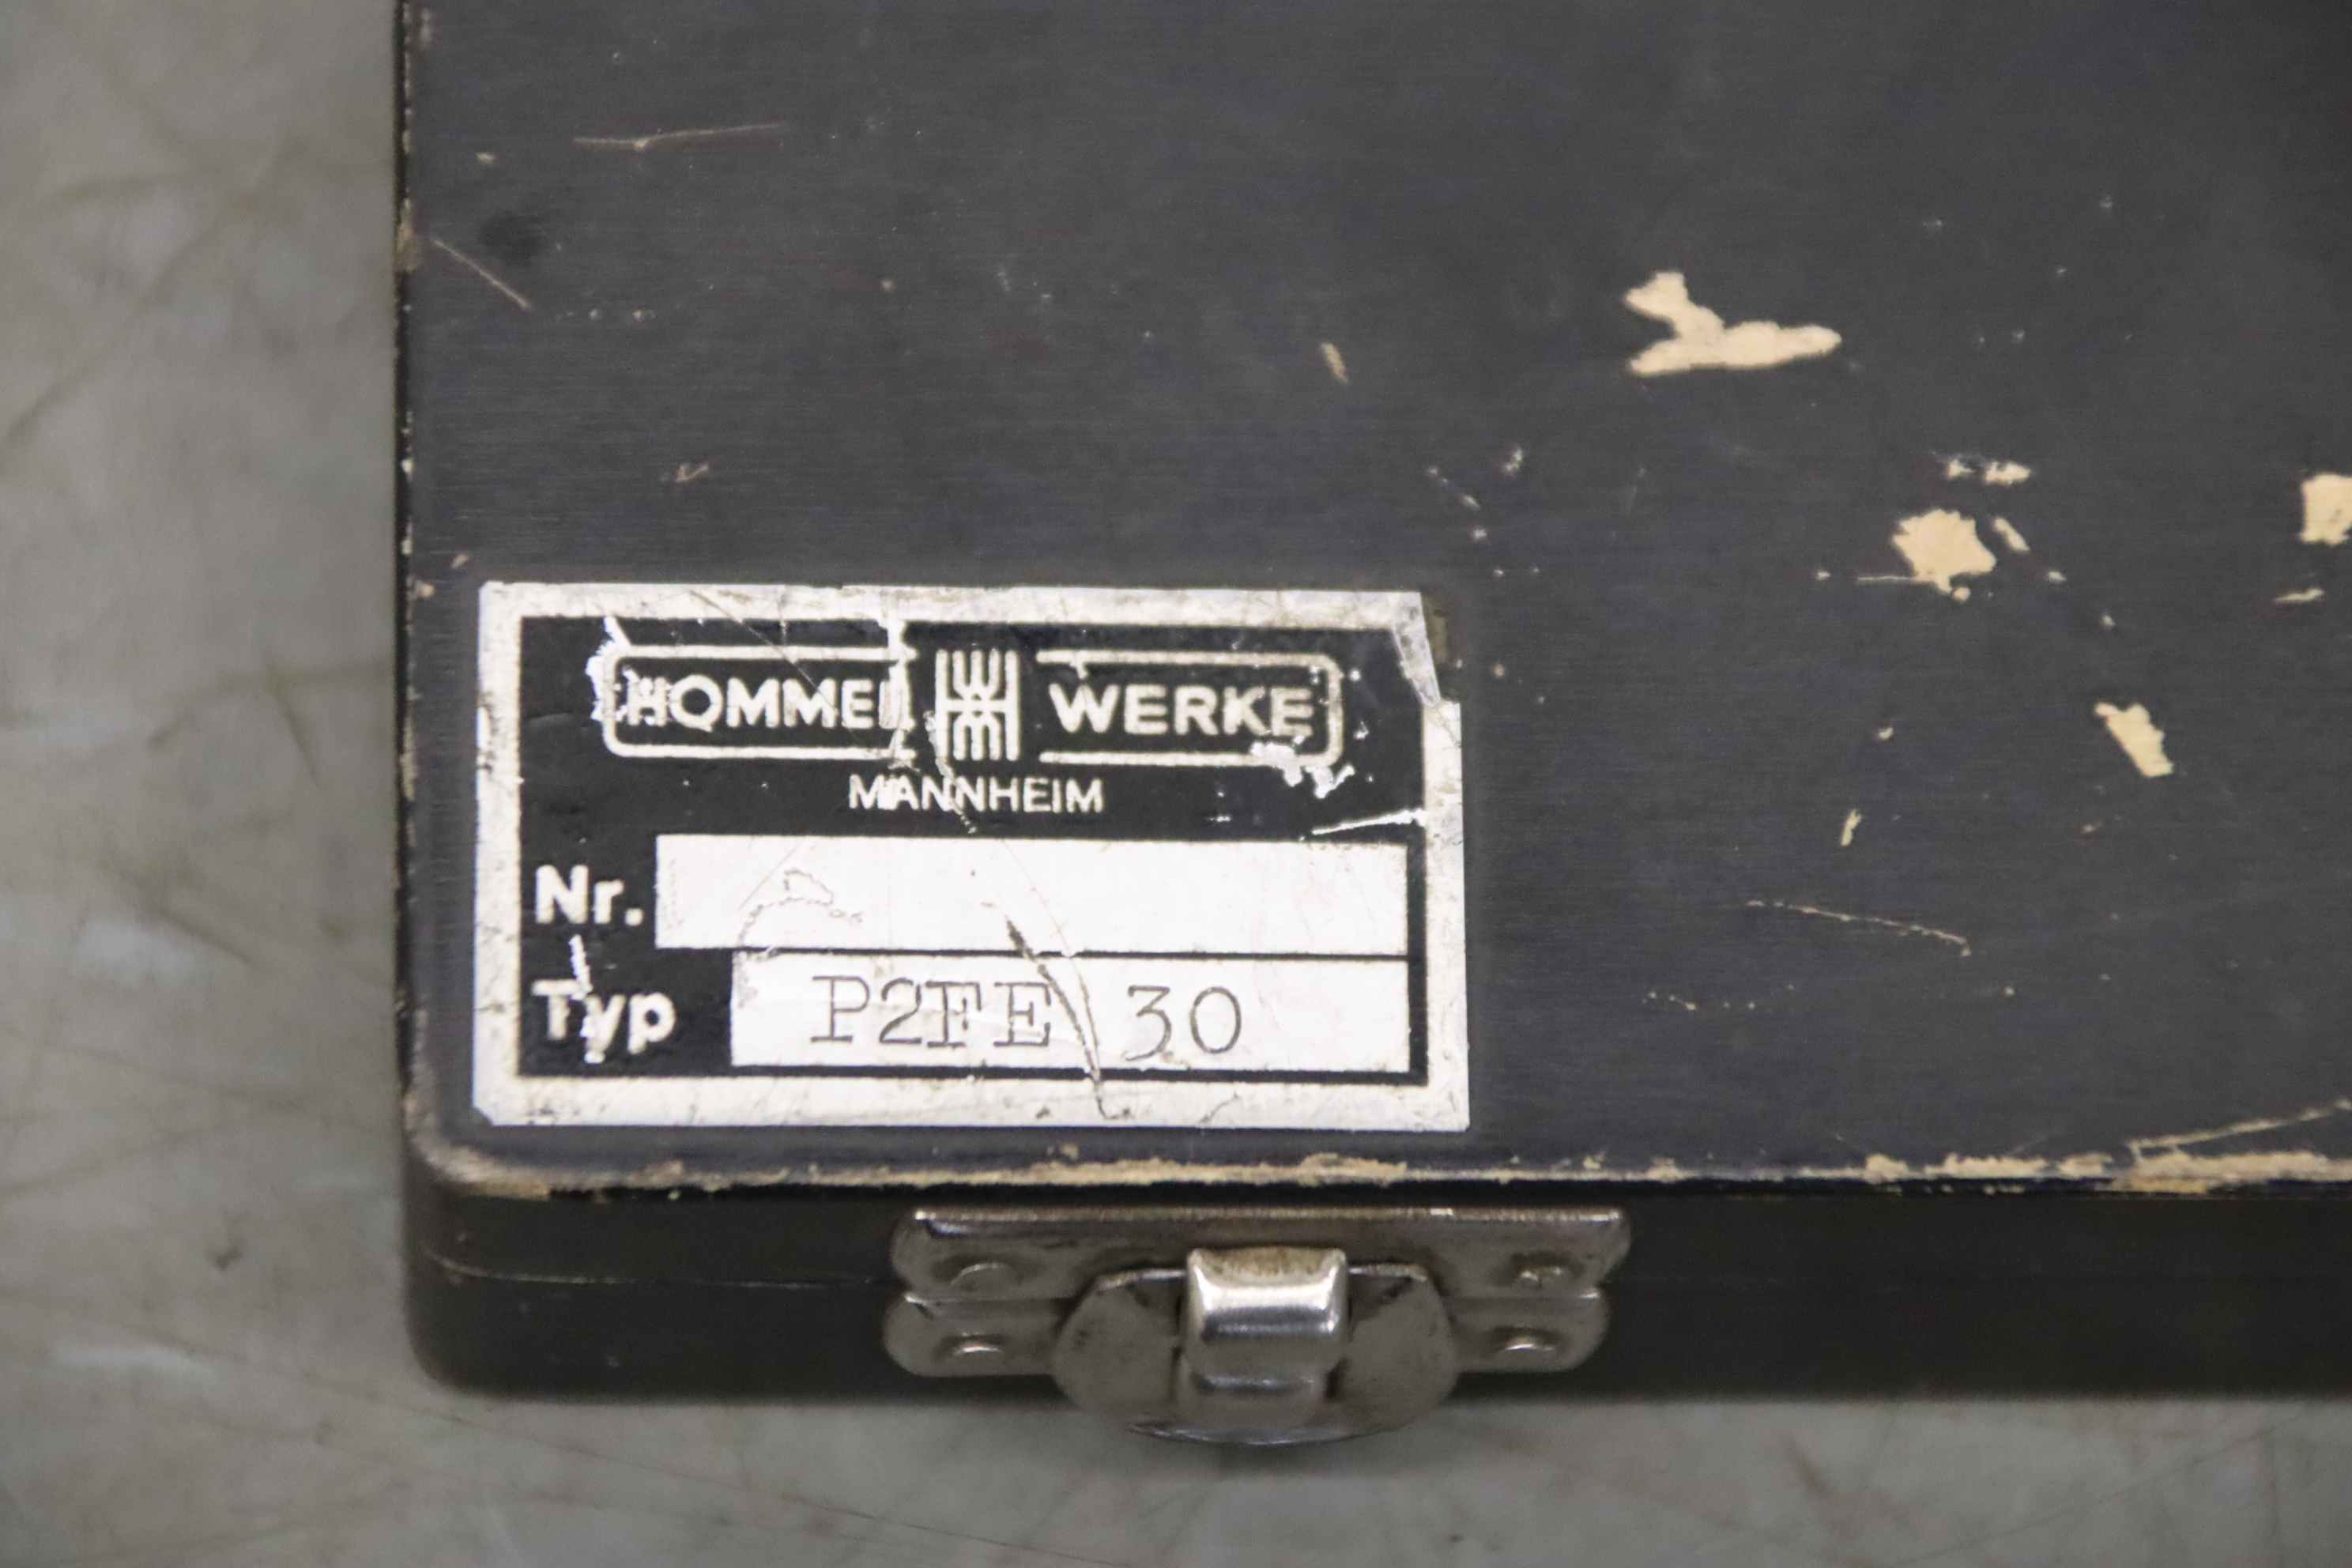 HOMMEL WERKE
MANNHEIM
Nr.
Typ P2FE 30